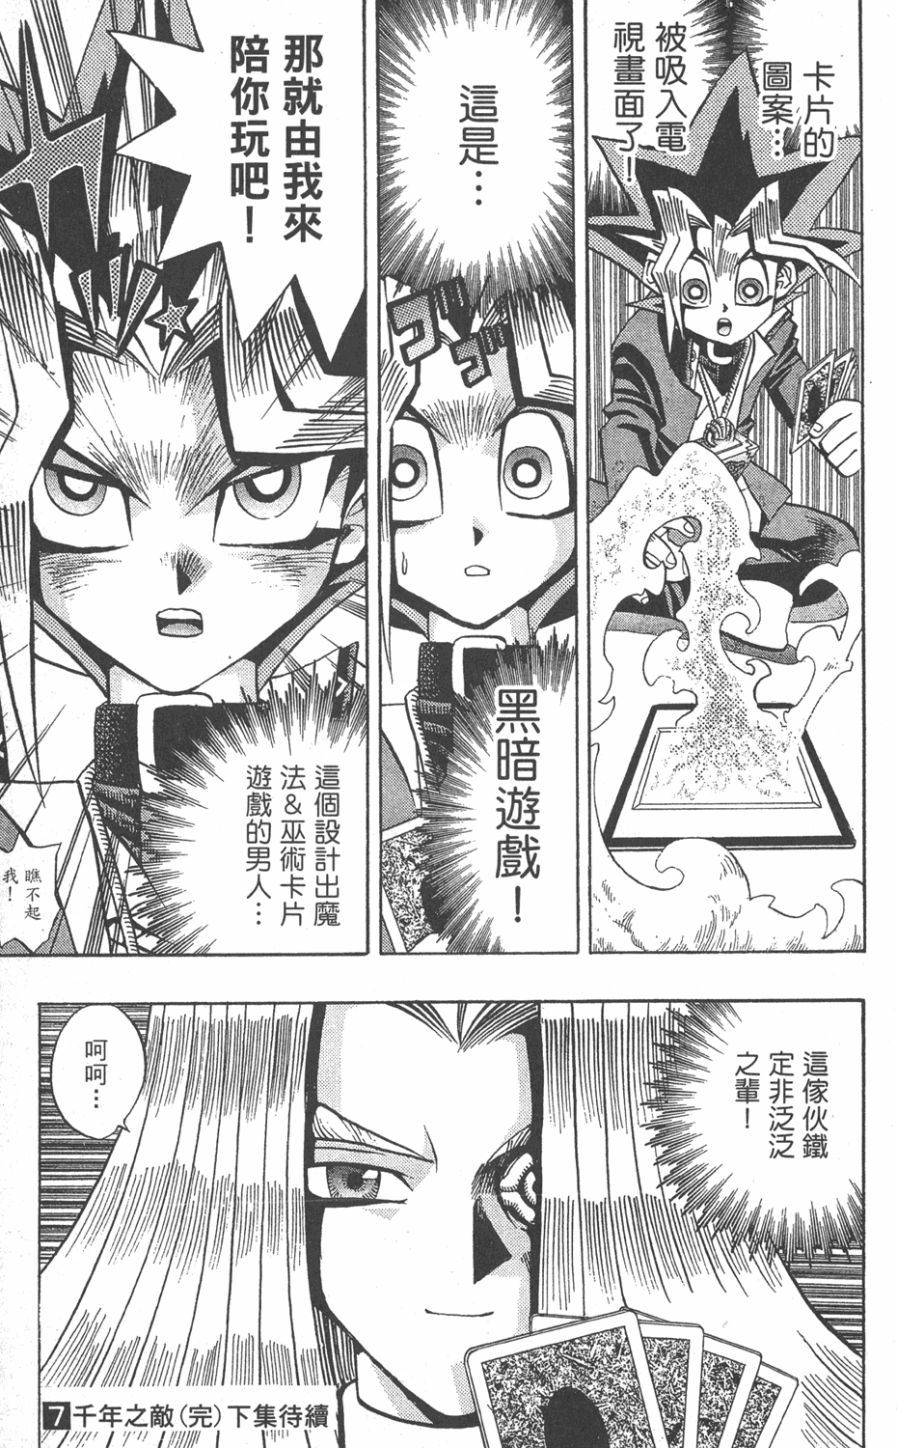 卡片的
圖案…
被吸入電
視畫面了！
這是…
ゴゴ
黑暗遊戲！
那就由我來
陪你玩吧！
這個設計出魔
法&巫術卡片
遊戲的男人…
瞧不起
我！
這傢伙鐵
定非泛泛
之輩！
呵呵…
7千年之敵(完)下集待續